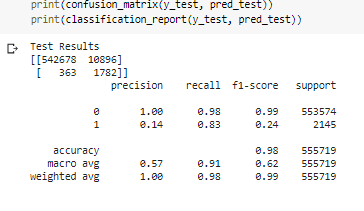 print(confusion_matrix(y_test, pred_test))
print(classification_report(y_test, pred_test))
Test Results
[[542678 10896]
[ 363 1782]]
precision recall f1-score support
0 1.00 0.98 0.99 553574
1 0.14 0.83 0.24 2145
accuracy 0.98 555719
macro avg 0.57 0.91 0.62 555719
weighted avg 1.00 0.98 0.99 555719